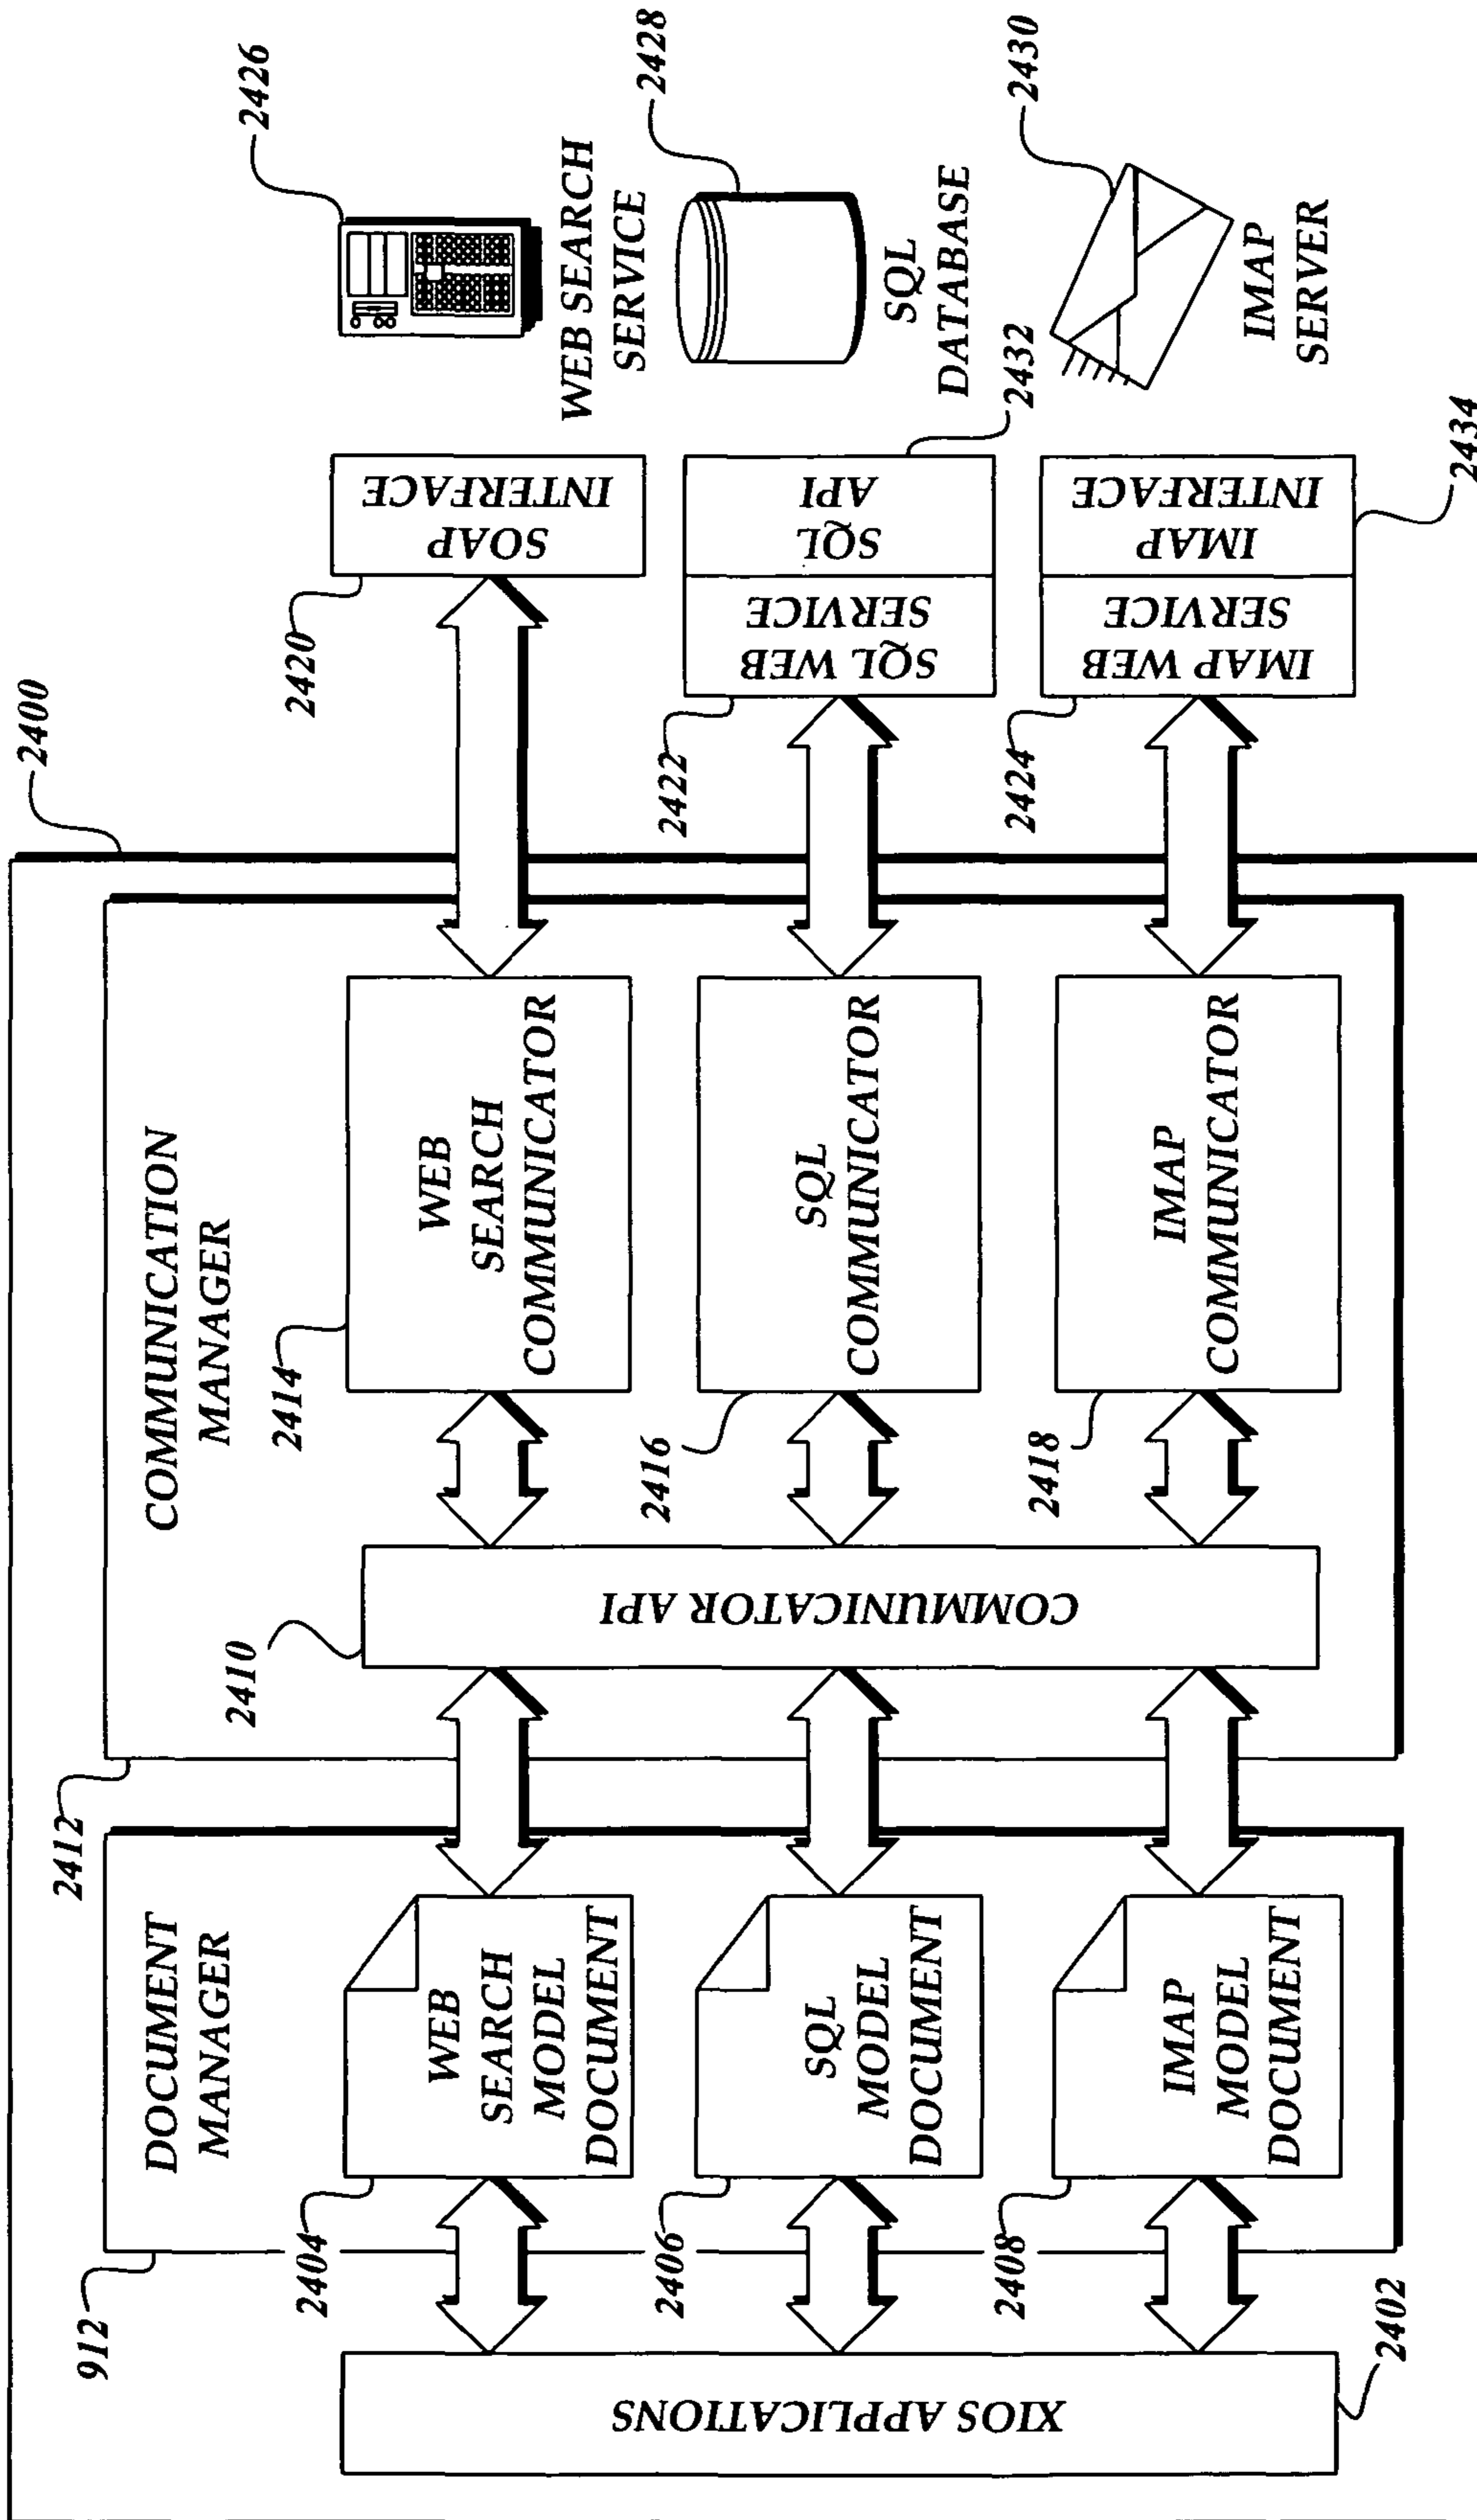 2400
912
DOCUMENT
MANAGER
2412
COMMUNICATION
MANAGER
2410
2414
2420
2426
XIOS APPLICATIONS
2404
WEB
SEARCH
MODEL
DOCUMENT
COMMUNICATOR API
WEB
SEARCH
COMMUNICATOR
SOAP
INTERFACE
WEB SEARCH
SERVICE
2406
SQL
MODEL
DOCUMENT
2416
SQL
COMMUNICATOR
2422
SQL WEB
SERVICE
SQL
API
2428
SQL
DATABASE
2432
2408
IMAP
MODEL
DOCUMENT
2418
IMAP
COMMUNICATOR
2424
IMAP WEB
SERVICE
IMAP
INTERFACE
2430
IMAP
SERVER
2402
2434